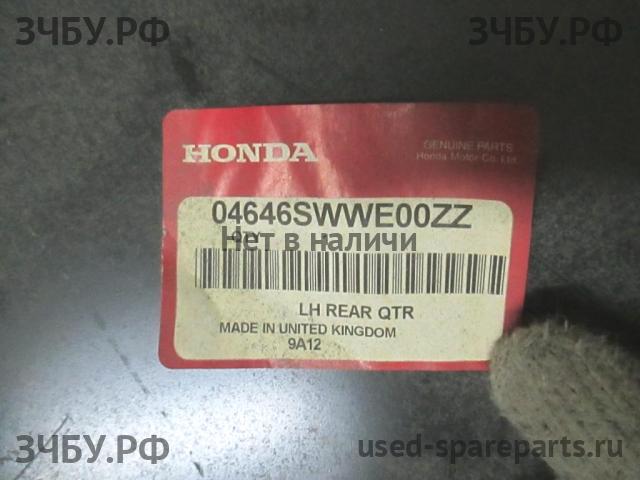 ЗЧБУ.РФ
ЗЧБУ.РФ
HONDA
GENUINE PARTS
Honda Motor Co. Ltd.
04646SWWE00ZZ
QTY
Нет в наличи
LH REAR QTR
MADE IN UNITED KINGDOM
9A12
ЗЧБУ.РФ
used-spareparts.ru